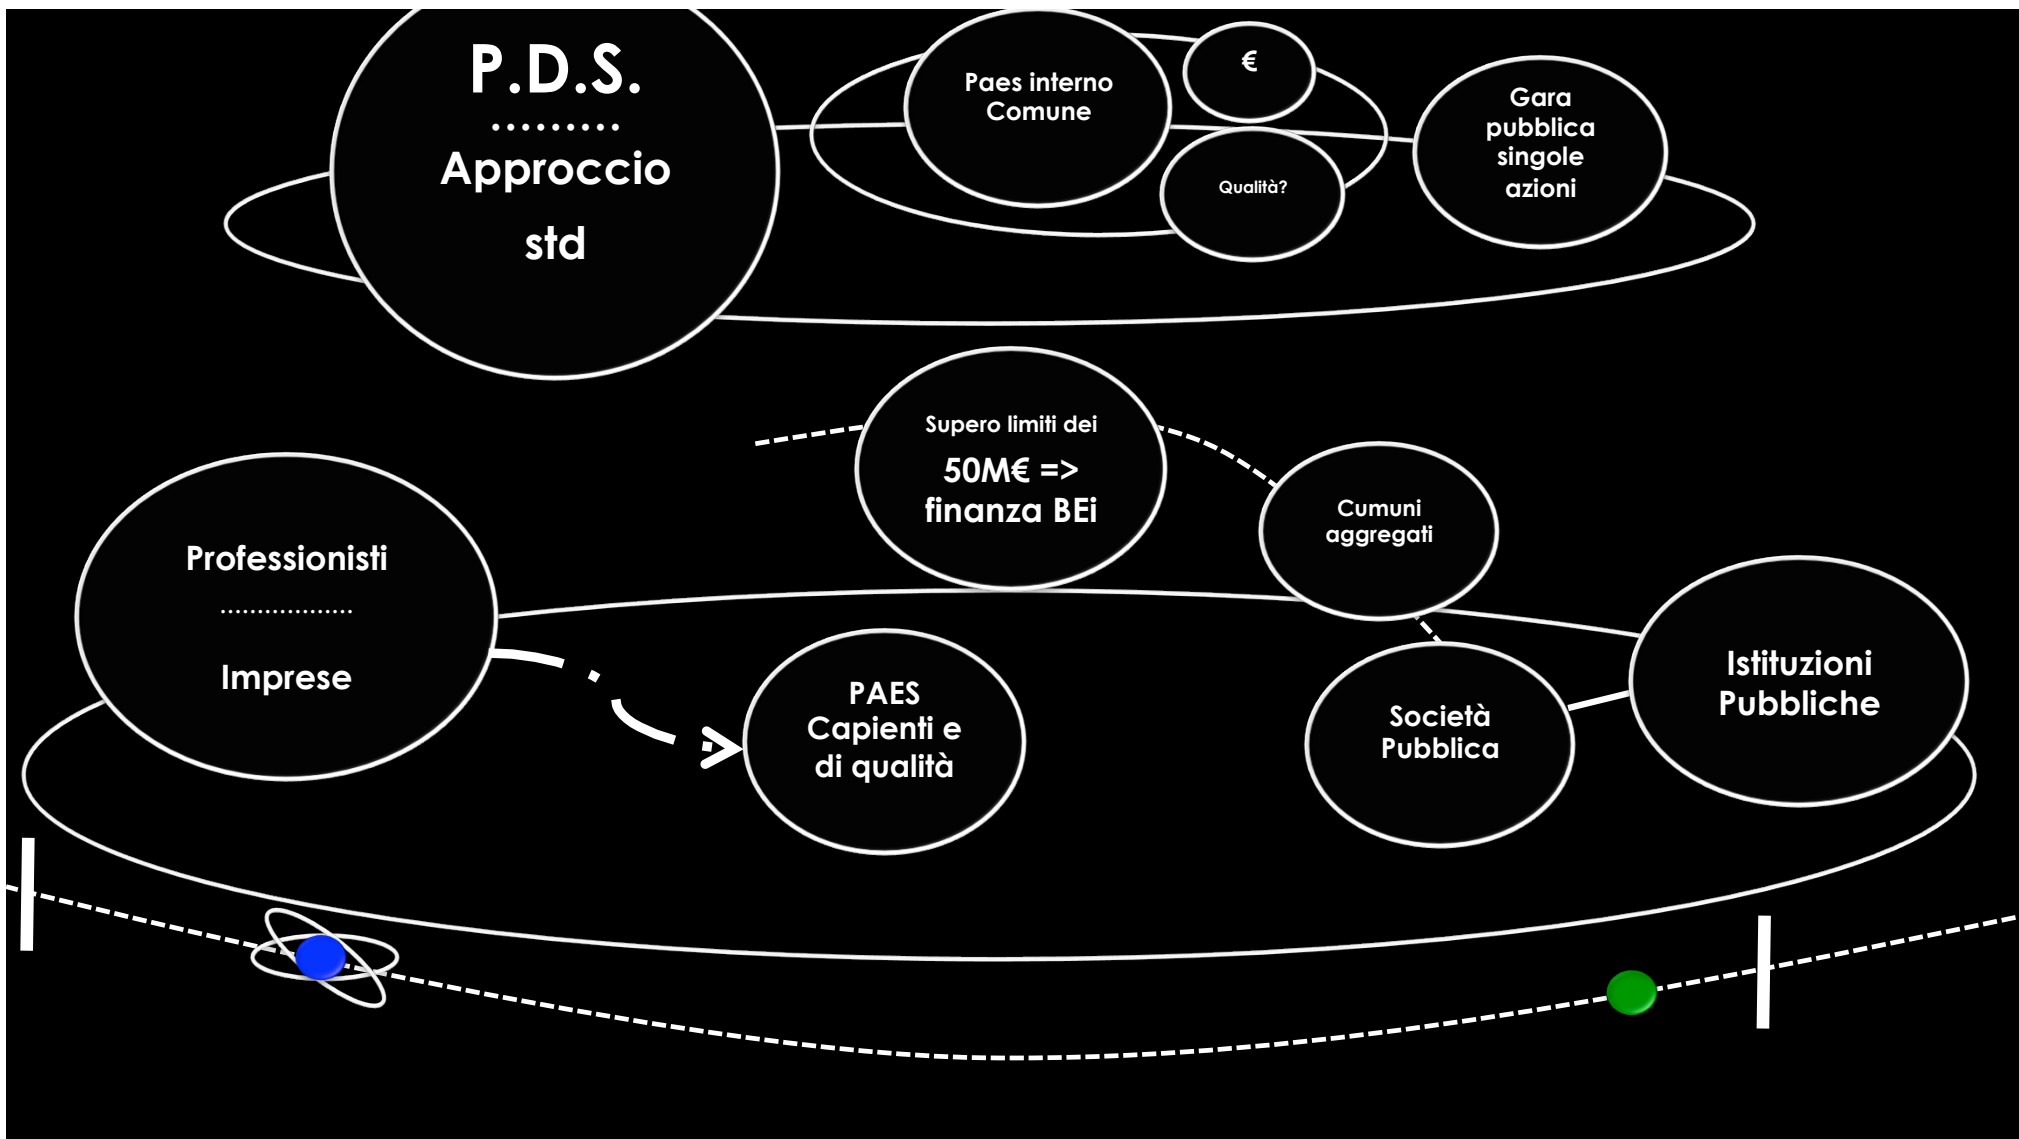 P.D.S.
.........
Approccio
std
Paes interno
Comune
€
Qualità?
Gara
pubblica
singole
azioni
Supero limiti dei
50M€ =>
finanza BEi
Cumuni
aggregati
Professionisti
..................
Imprese
PAES
Capienti e
di qualità
Società
Pubblica
Istituzioni
Pubbliche